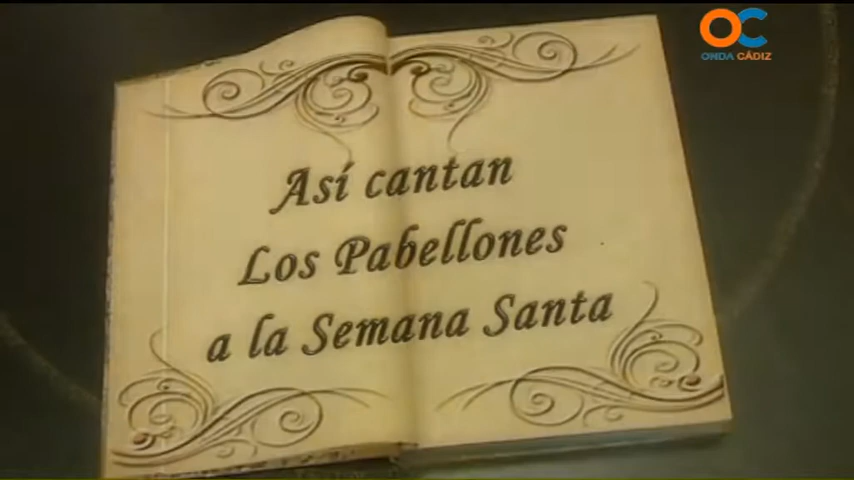 OC
ONDA CÁDIZ
Así cantan
Los Pabellones
a la Semana Santa